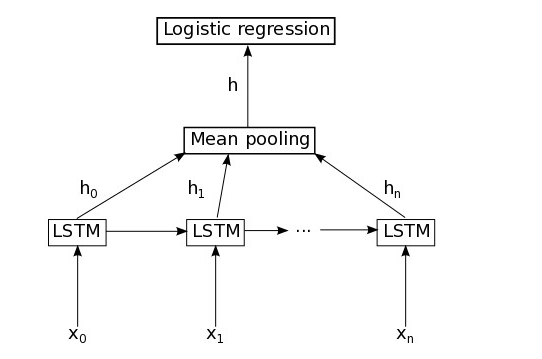 Logistic regression
h
Mean pooling
h0 h1 hn
LSTM LSTM ... LSTM
x0 x1 xn